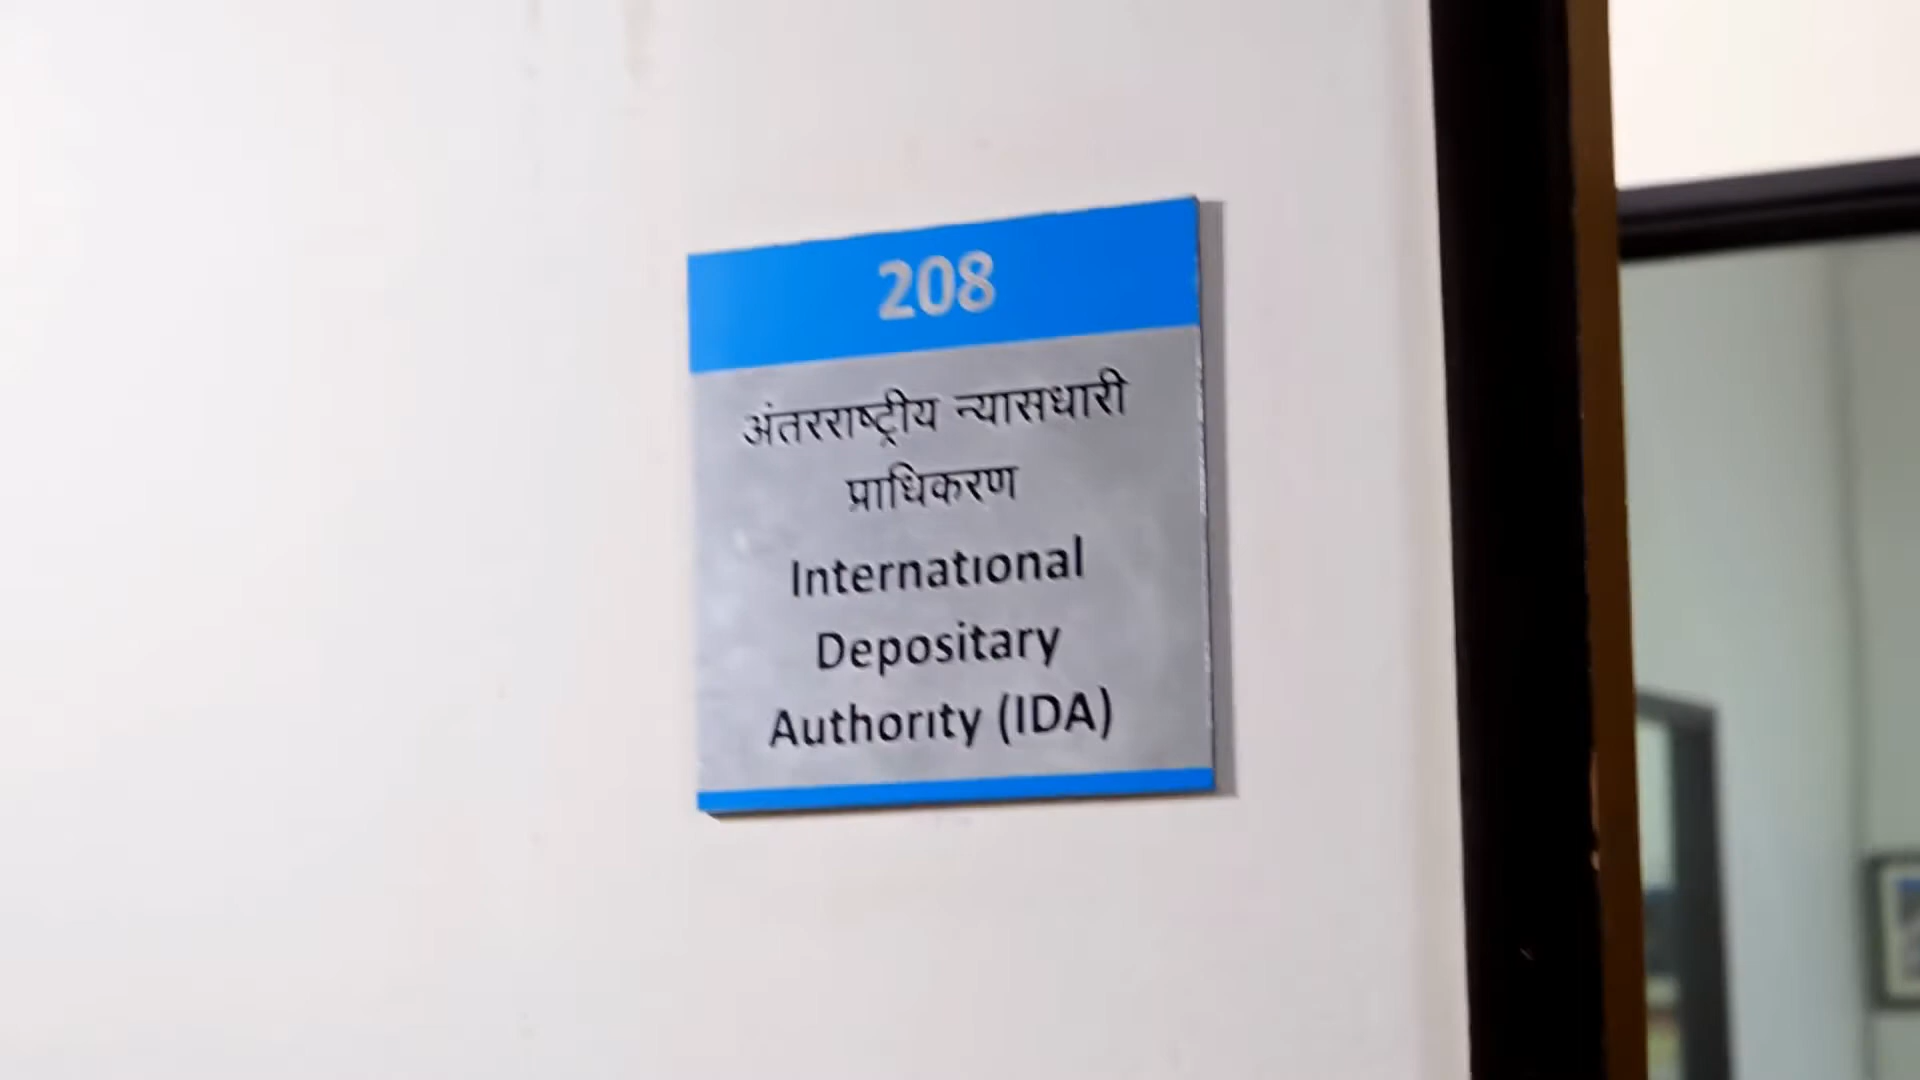 208
अंतरराष्ट्रीय न्यासधारी
प्राधिकरण
International
Depositary
Authority (IDA)